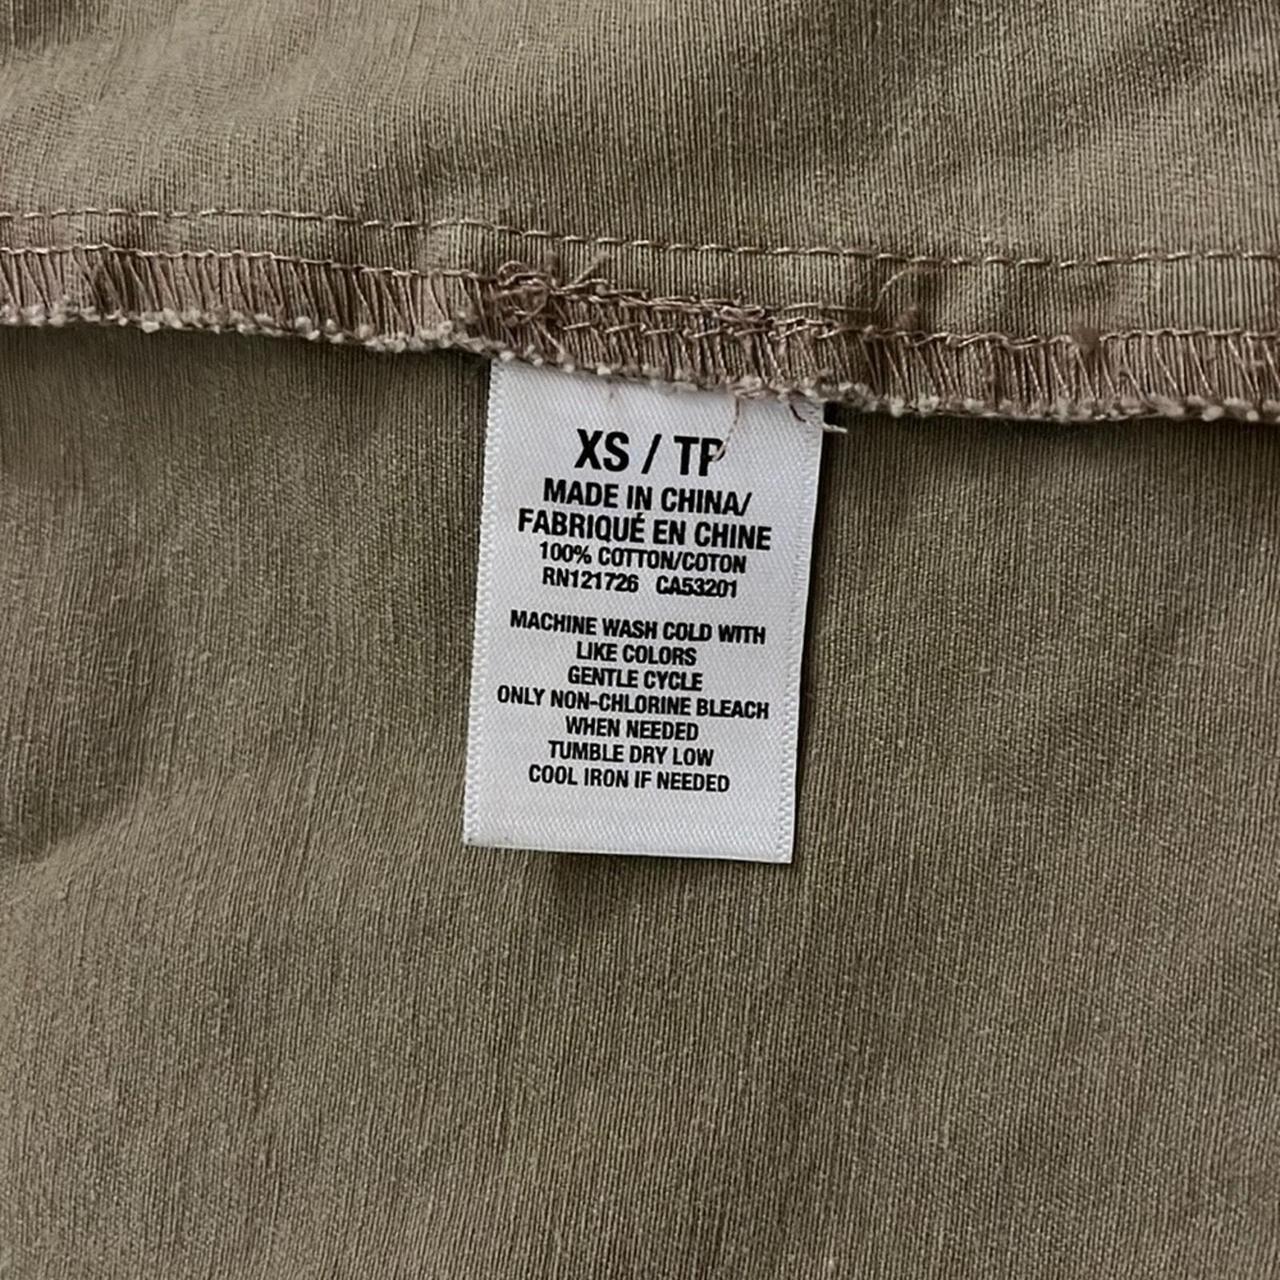 XS / TP
MADE IN CHINA/
FABRIQUÉ EN CHINE
100% COTTON/COTON
RN121726 CA53201
MACHINE WASH COLD WITH
LIKE COLORS
GENTLE CYCLE
ONLY NON-CHLORINE BLEACH
WHEN NEEDED
TUMBLE DRY LOW
COOL IRON IF NEEDED